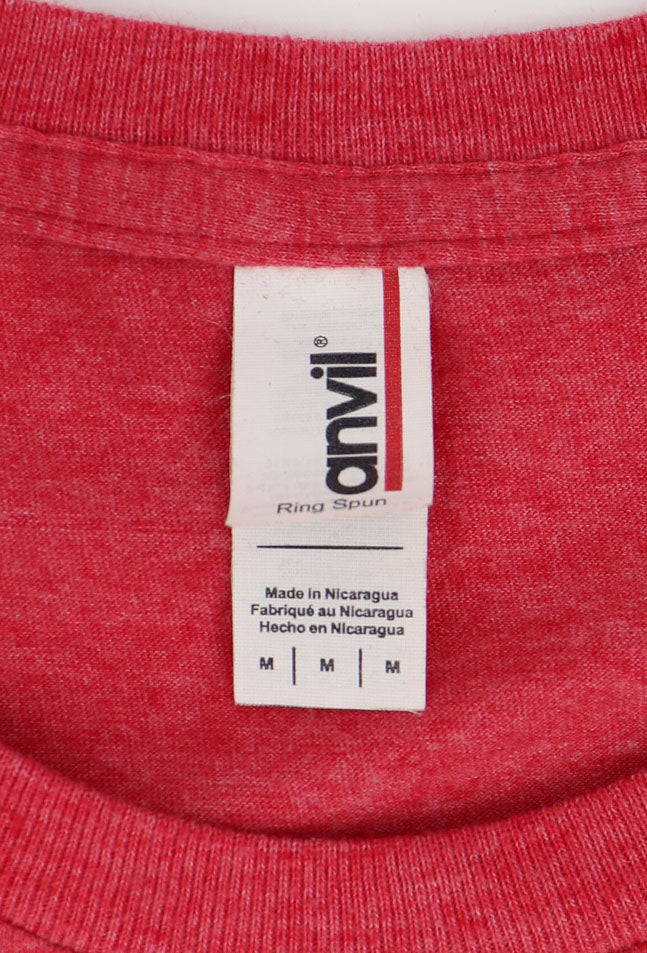 anvil®
Ring Spun
Made in Nicaragua
Fabriqué au Nicaragua
Hecho en Nicaragua
M | M | M